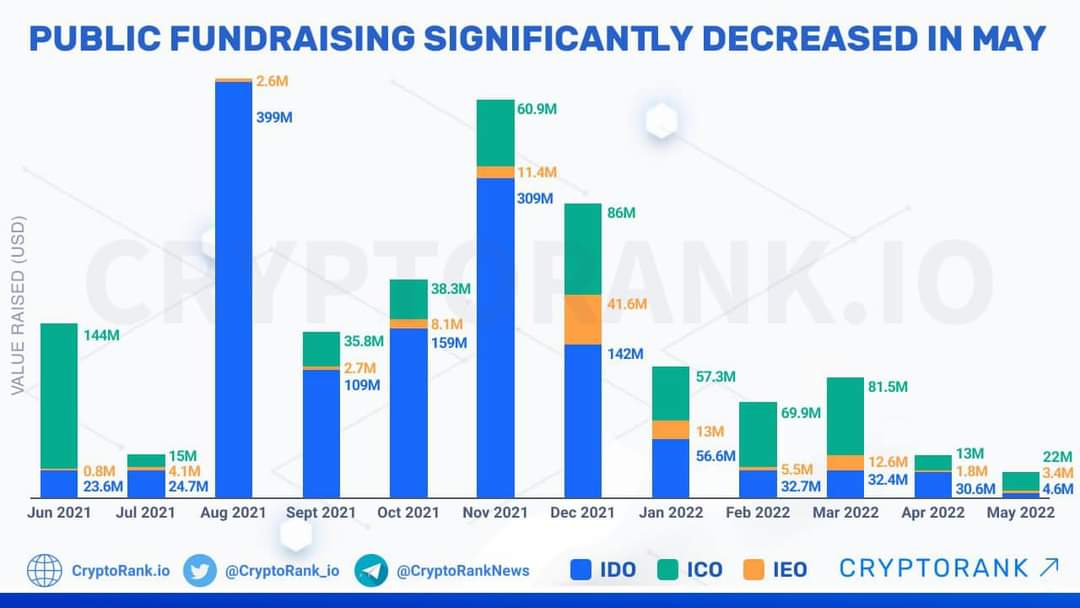 PUBLIC FUNDRAISING SIGNIFICANTLY DECREASED IN MAY
VALUE RAISED (USD)
CRYPTORANK.IO
144M
0.8M
23.6M
15M
4.1M
24.7M
2.6M
399M
35.8M
2.7M
109M
38.3M
8.1M
159M
60.9M
11.4M
309M
86M
41.6M
142M
57.3M
13M
56.6M
69.9M
5.5M
32.7M
81.5M
12.6M
32.4M
13M
1.8M
30.6M
22M
3.4M
4.6M
Jun 2021 Jul 2021 Aug 2021 Sept 2021 Oct 2021 Nov 2021 Dec 2021 Jan 2022 Feb 2022 Mar 2022 Apr 2022 May 2022
CryptoRank.io @CryptoRank_io @CryptoRankNews IDO ICO IEO CRYPTORANK